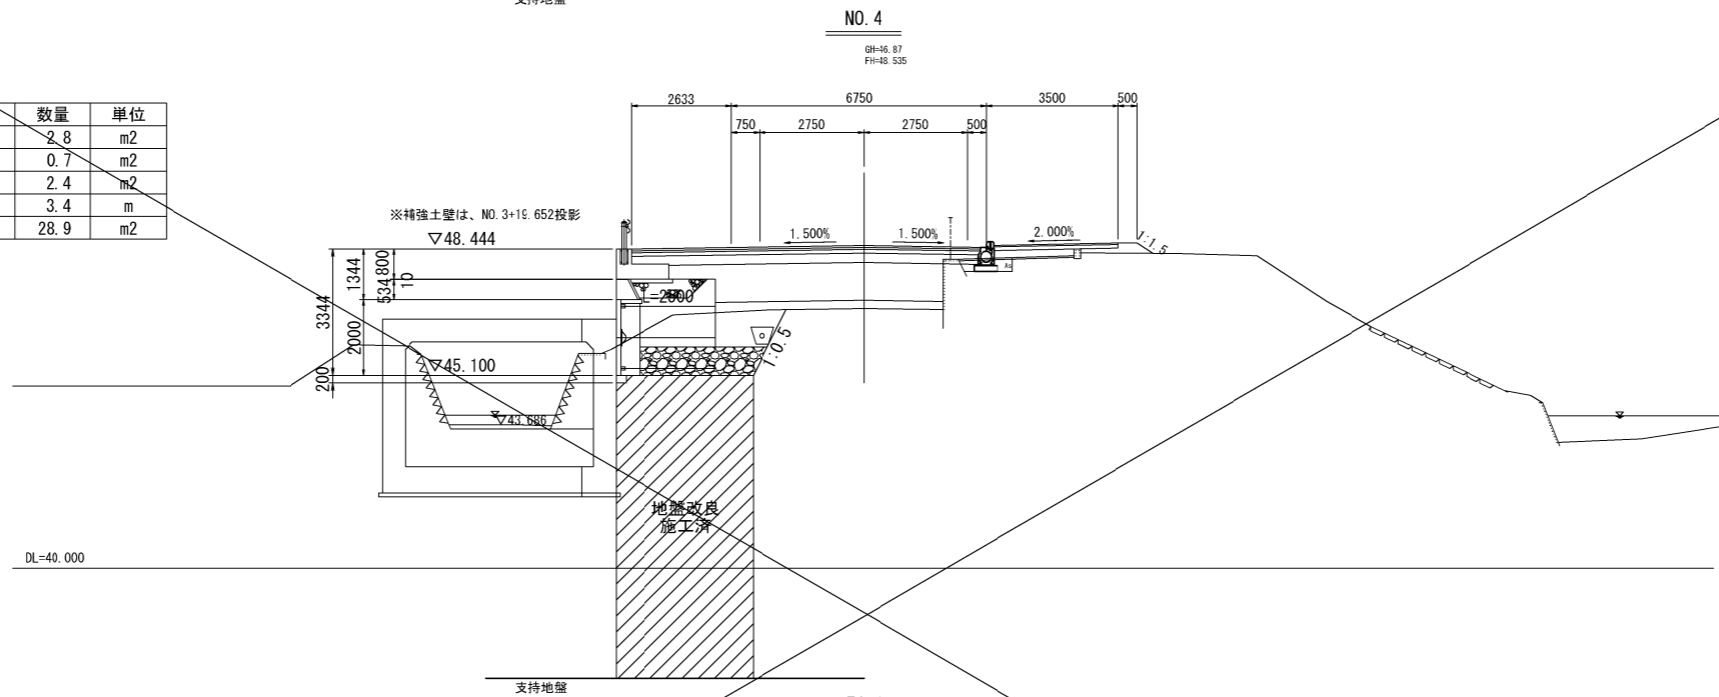 支持地盤
NO. 4
GH=46.87
FH=48.535
数量 単位
2.8 m2
0.7 m2
2.4 m2
3.4 m
28.9 m2
2633 6750 3500 500
750 2750 2750 500
※補強土壁は、NO.3+19.652投影
▽48.444
1.500% 1.500% 2.000% 1:1.5
3344 1344 800 534 10
2000
200
L=2800
1:0.5
▽45.100
▽43.686
地盤改良
施工済
DL=40.000
支持地盤